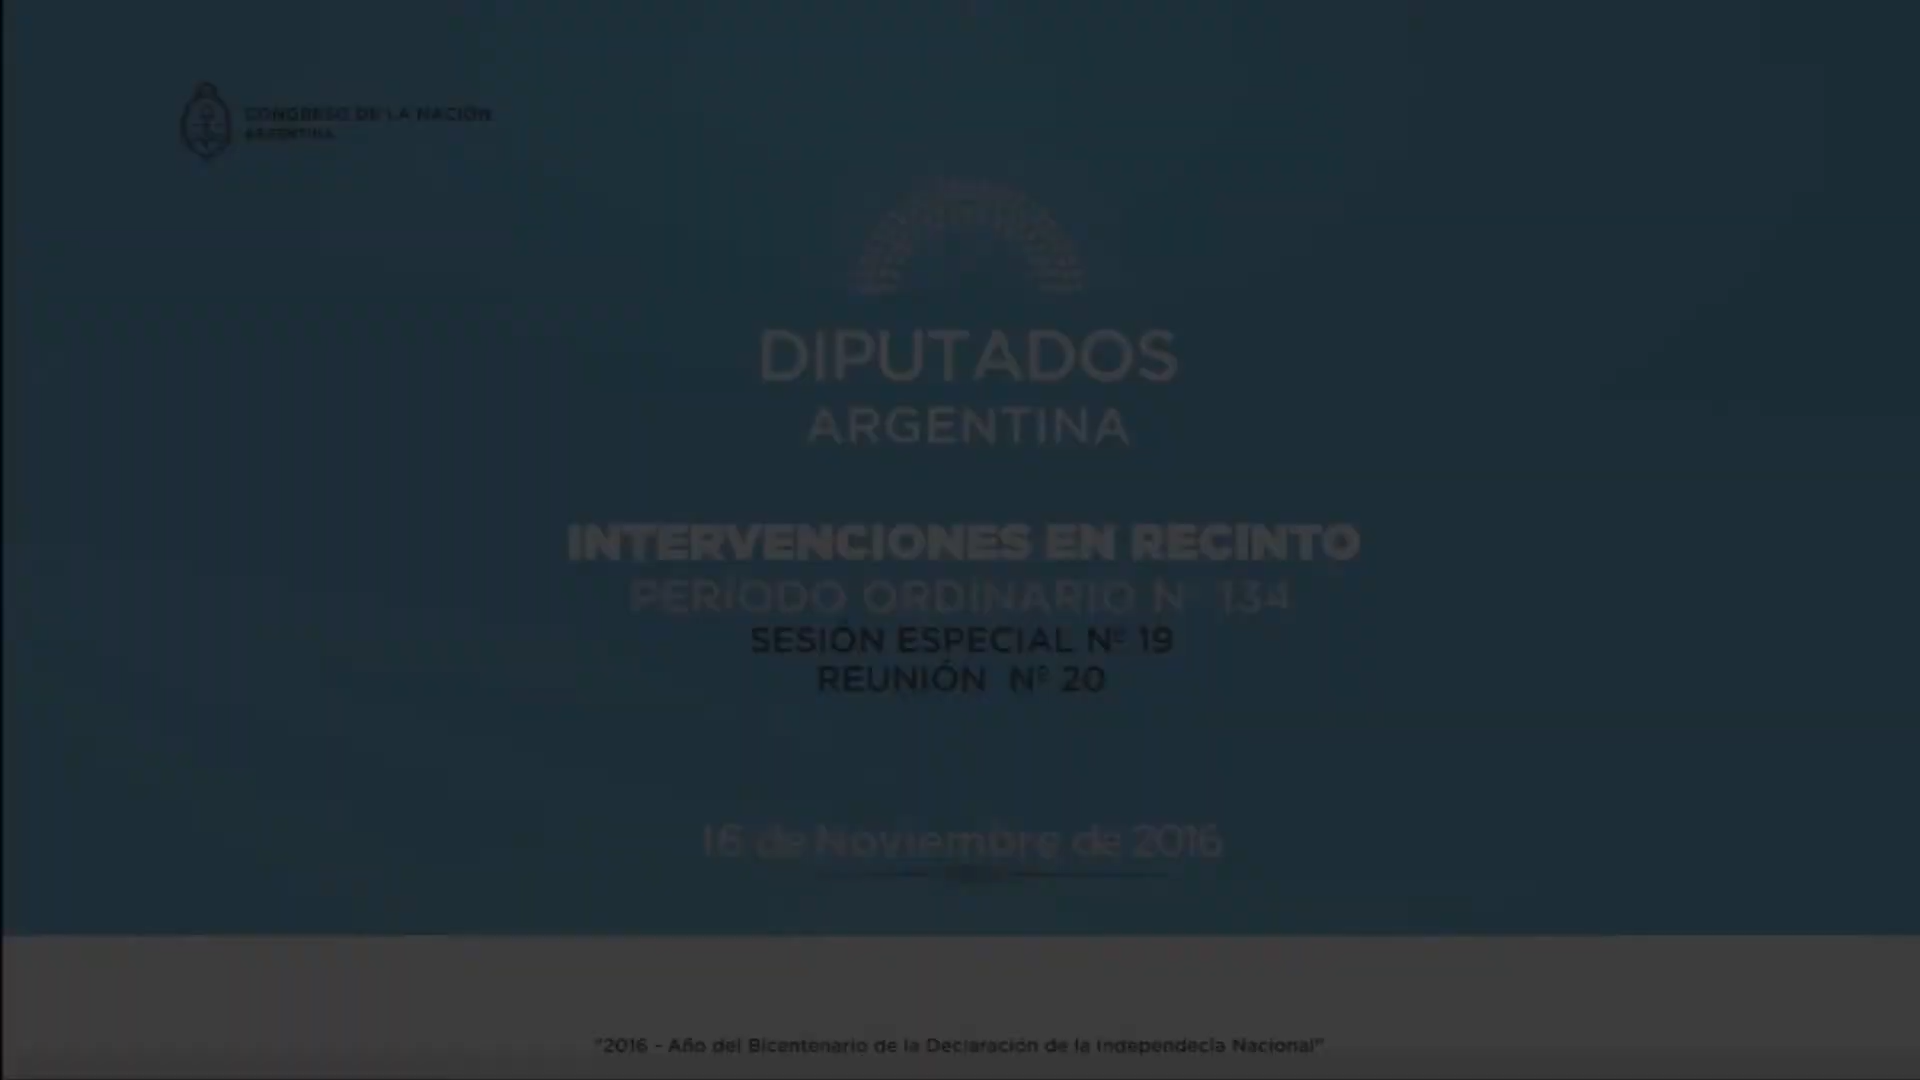 CONGRESO DE LA NACIÓN
ARGENTINA
DIPUTADOS
ARGENTINA
INTERVENCIONES EN RECINTO
PERÍODO ORDINARIO Nº 134
SESIÓN ESPECIAL Nº 19
REUNIÓN Nº 20
16 de Noviembre de 2016
"2016 - Año del Bicentenario de la Declaración de la Independecia Nacional"